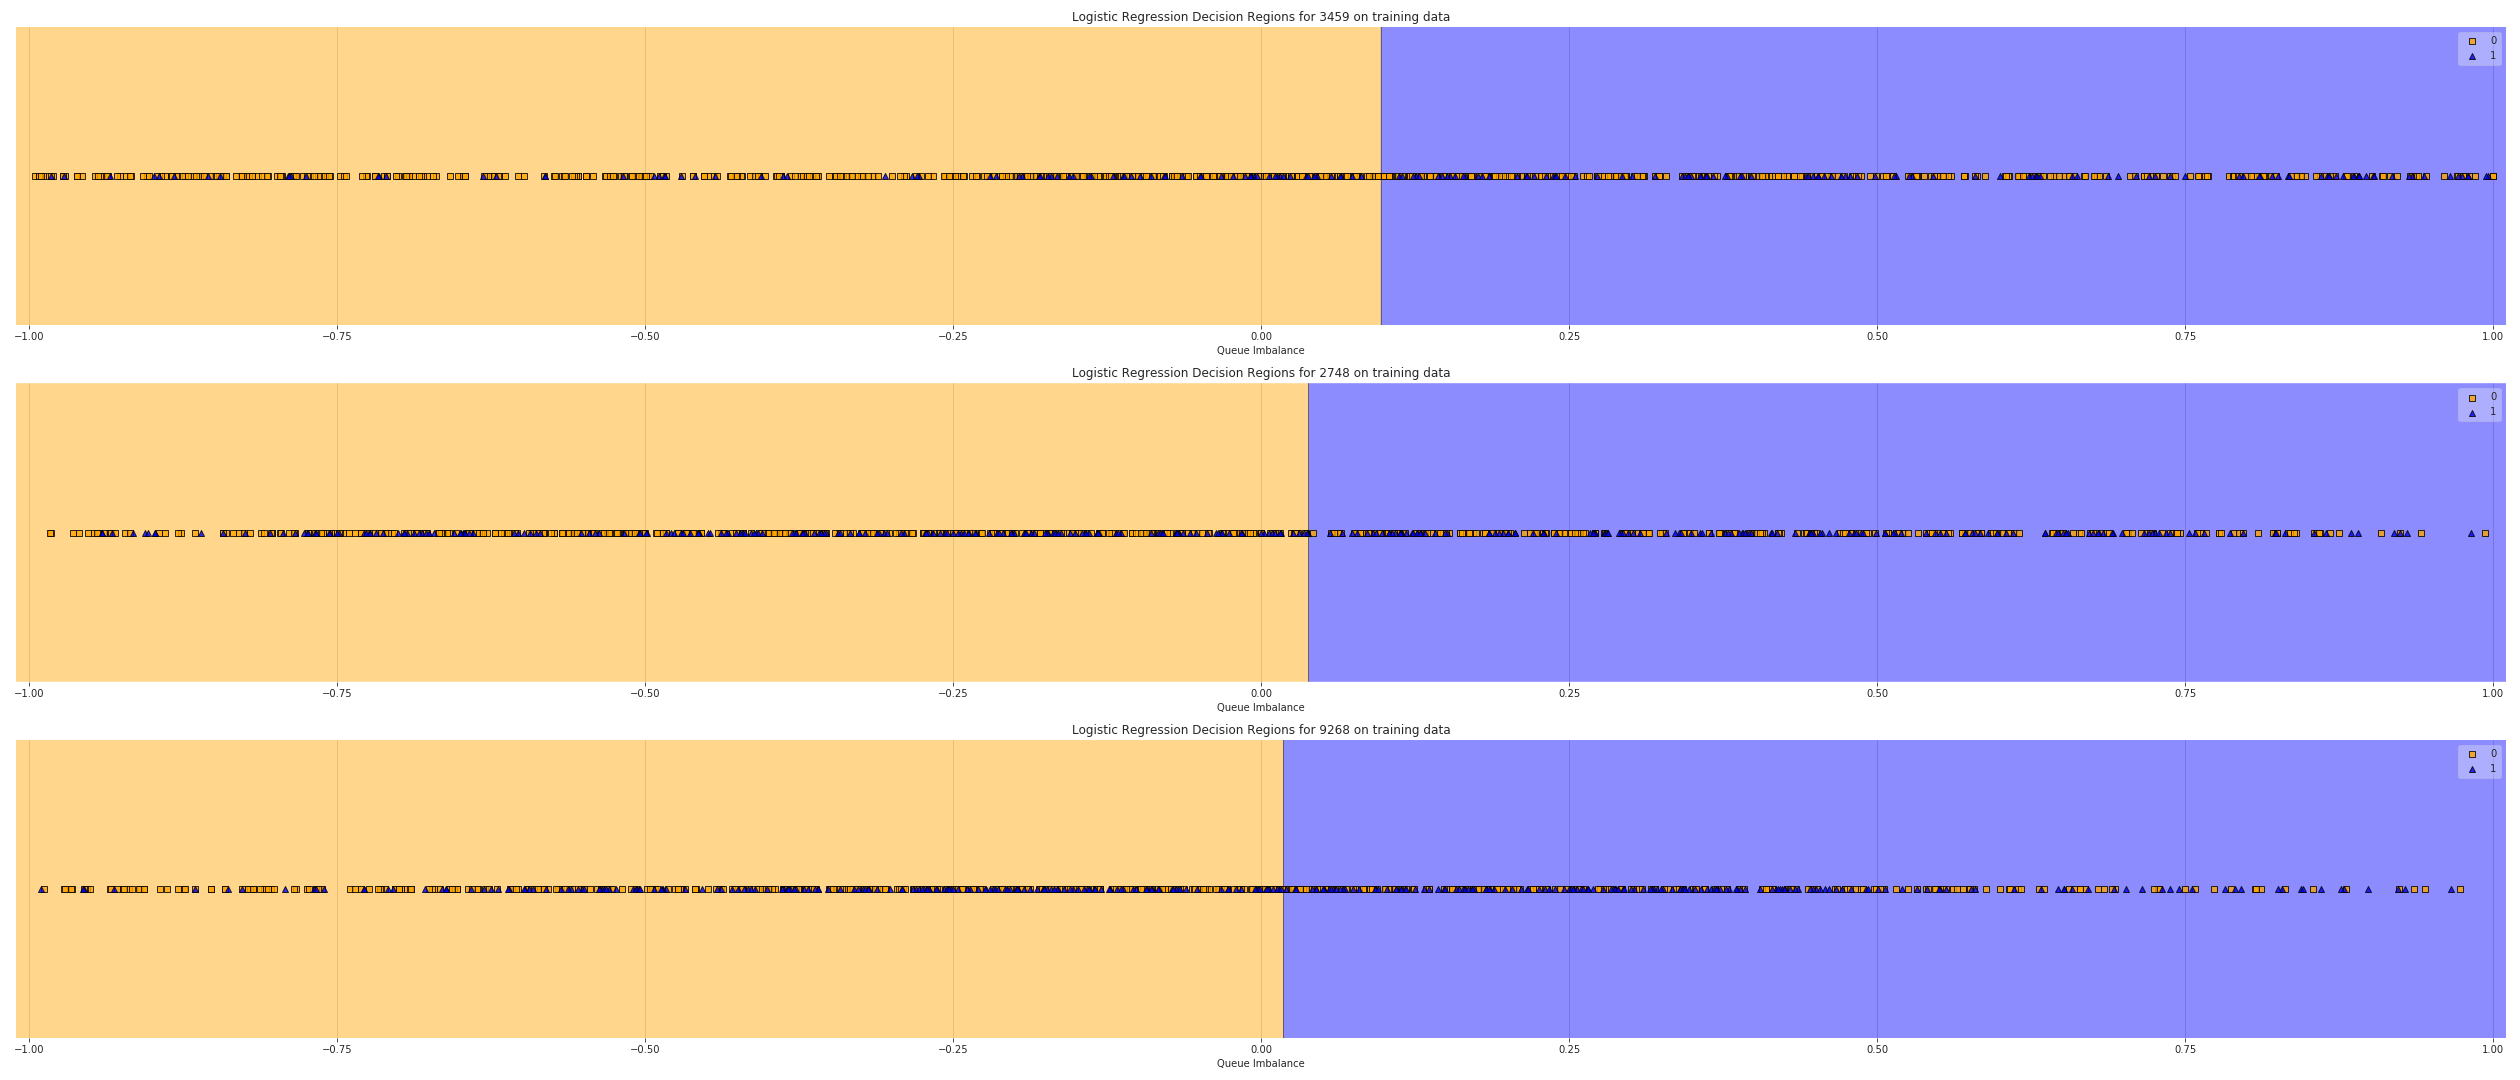 Logistic Regression Decision Regions for 3459 on training data
0
1
−1.00 −0.75 −0.50 −0.25 0.00 0.25 0.50 0.75 1.00
Queue Imbalance
Logistic Regression Decision Regions for 2748 on training data
0
1
−1.00 −0.75 −0.50 −0.25 0.00 0.25 0.50 0.75 1.00
Queue Imbalance
Logistic Regression Decision Regions for 9268 on training data
0
1
−1.00 −0.75 −0.50 −0.25 0.00 0.25 0.50 0.75 1.00
Queue Imbalance